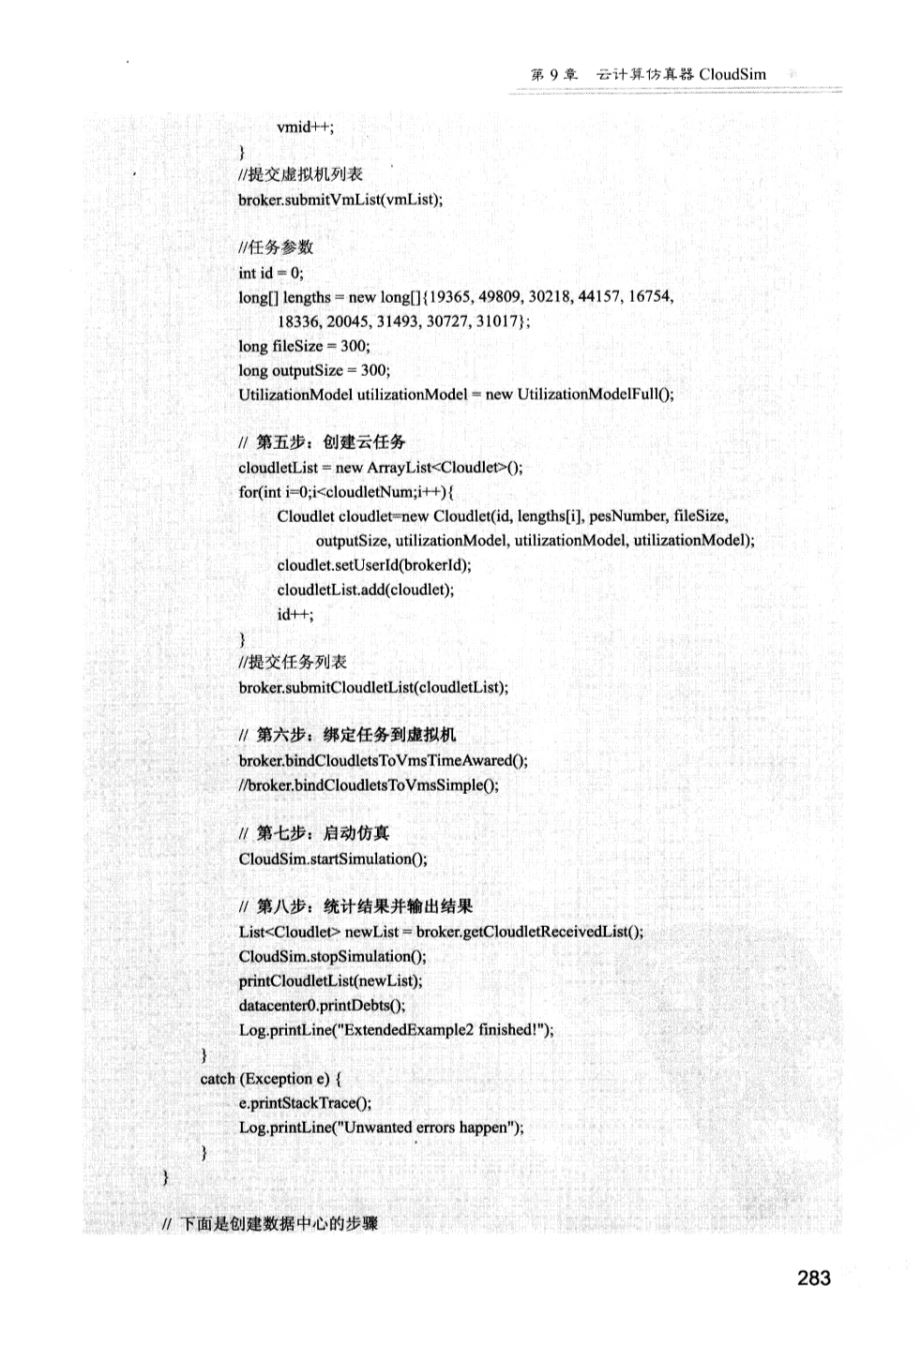 第 9 章 云计算仿真器 CloudSim
vmid++;
}
//提交虚拟机列表
broker.submitVmList(vmList);
//任务参数
int id = 0;
long[] lengths = new long[]{19365, 49809, 30218, 44157, 16754,
18336, 20045, 31493, 30727, 31017};
long fileSize = 300;
long outputSize = 300;
UtilizationModel utilizationModel = new UtilizationModelFull();
// 第五步：创建云任务
cloudletList = new ArrayList<Cloudlet>();
for(int i=0;i<cloudletNum;i++){
Cloudlet cloudlet=new Cloudlet(id, lengths[i], pesNumber, fileSize,
outputSize, utilizationModel, utilizationModel, utilizationModel);
cloudlet.setUserId(brokerId);
cloudletList.add(cloudlet);
id++;
}
//提交任务列表
broker.submitCloudletList(cloudletList);
// 第六步：绑定任务到虚拟机
broker.bindCloudletsToVmsTimeAwared();
//broker.bindCloudletsToVmsSimple();
// 第七步：启动仿真
CloudSim.startSimulation();
// 第八步：统计结果并输出结果
List<Cloudlet> newList = broker.getCloudletReceivedList();
CloudSim.stopSimulation();
printCloudletList(newList);
datacenter0.printDebts();
Log.printLine("ExtendedExample2 finished!");
}
catch (Exception e) {
e.printStackTrace();
Log.printLine("Unwanted errors happen");
}
}
// 下面是创建数据中心的步骤
283